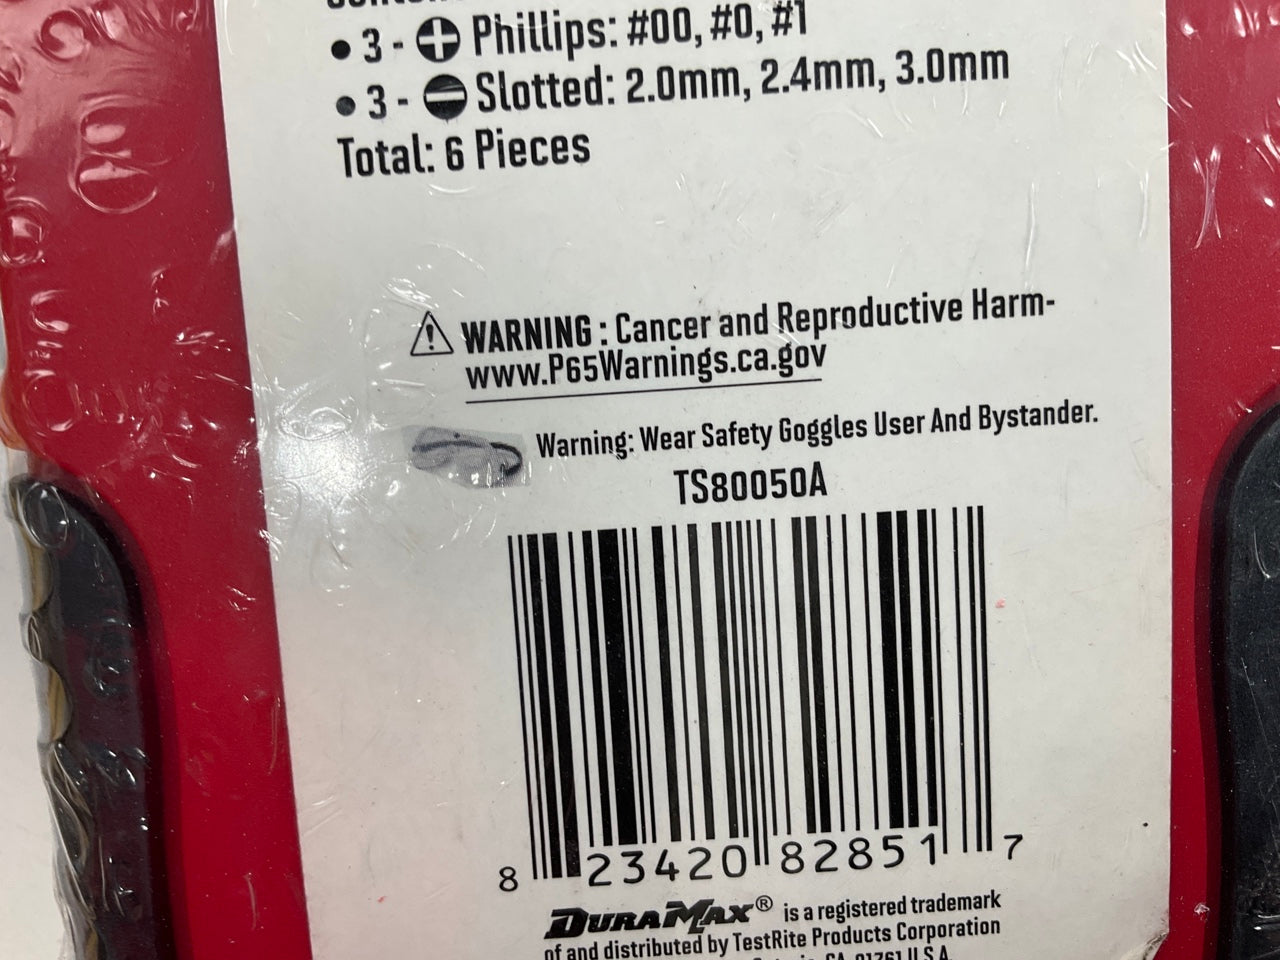 • 3 - Phillips: #00, #0, #1
• 3 - Slotted: 2.0mm, 2.4mm, 3.0mm
Total: 6 Pieces
WARNING : Cancer and Reproductive Harm-
www.P65Warnings.ca.gov
Warning: Wear Safety Goggles User And Bystander.
TS80050A
8 23420 82851 7
DURAMAX® is a registered trademark
of and distributed by TestRite Products Corporation
CA 91761 U.S.A.